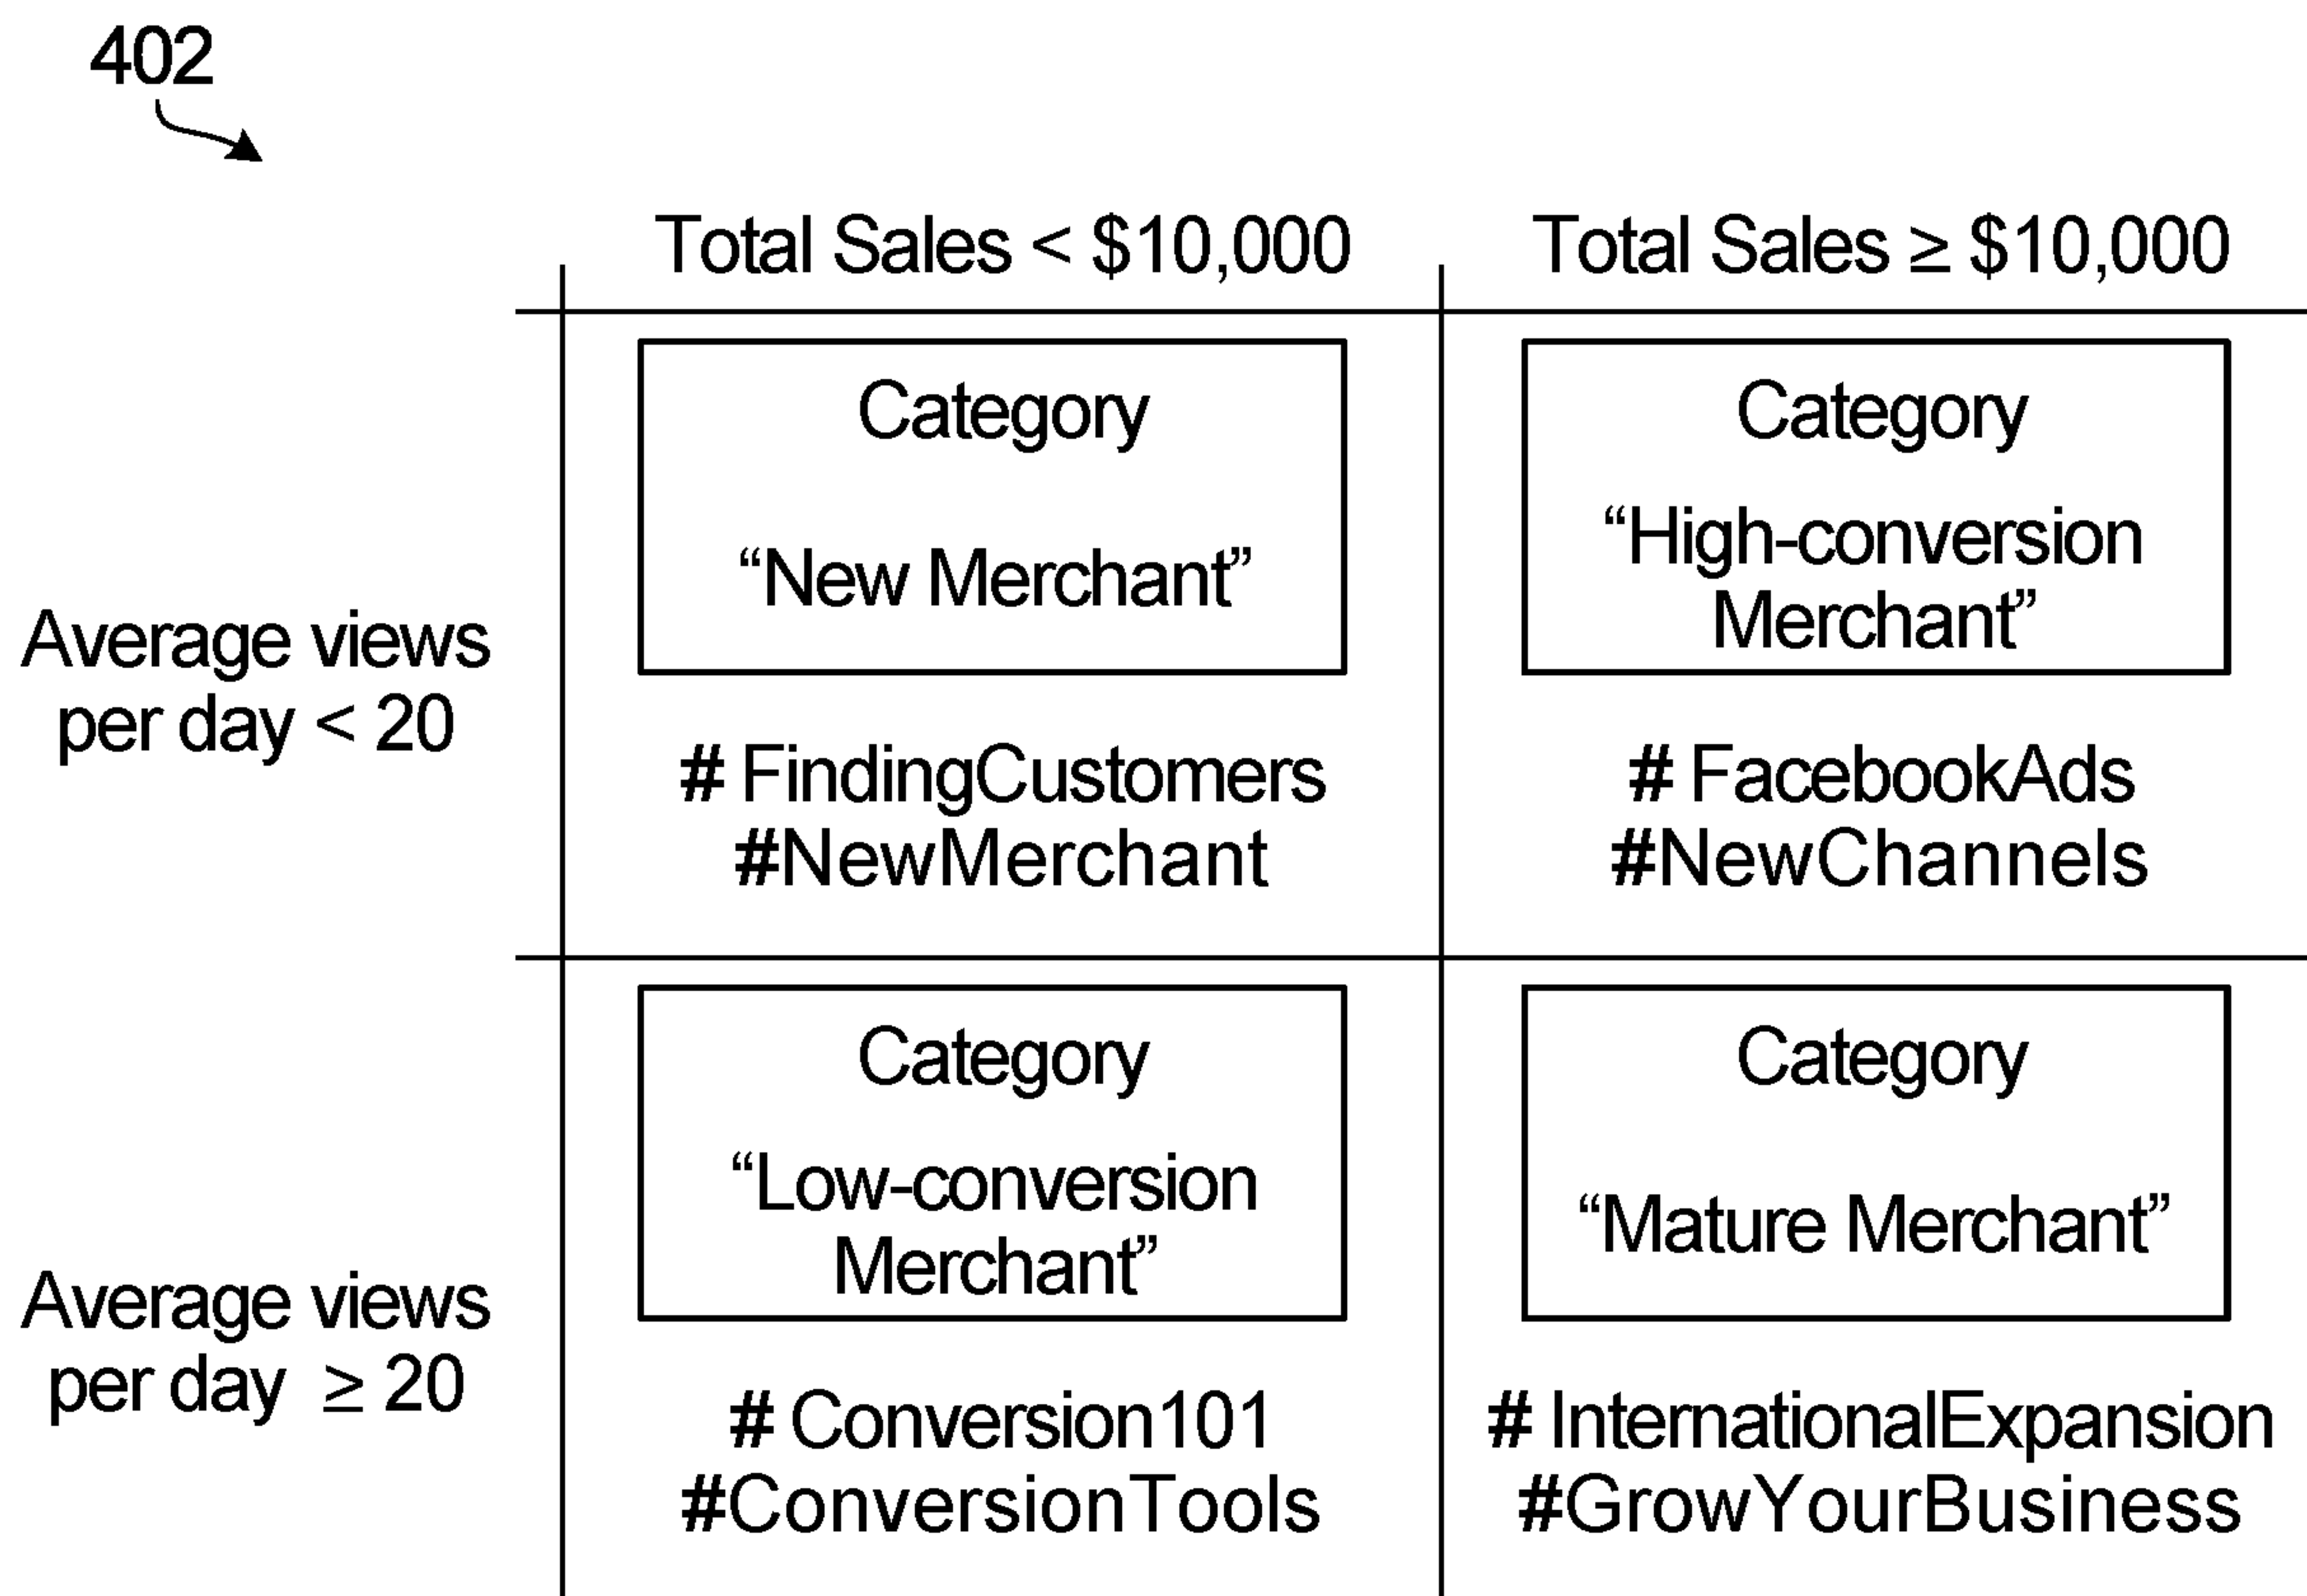 402
Total Sales < $10,000
Total Sales ≥ $10,000
Average views
per day < 20
Category
“New Merchant”
# FindingCustomers
#NewMerchant
Category
“High-conversion
Merchant”
# FacebookAds
#NewChannels
Average views
per day ≥ 20
Category
“Low-conversion
Merchant”
# Conversion101
#ConversionTools
Category
“Mature Merchant”
# InternationalExpansion
#GrowYourBusiness